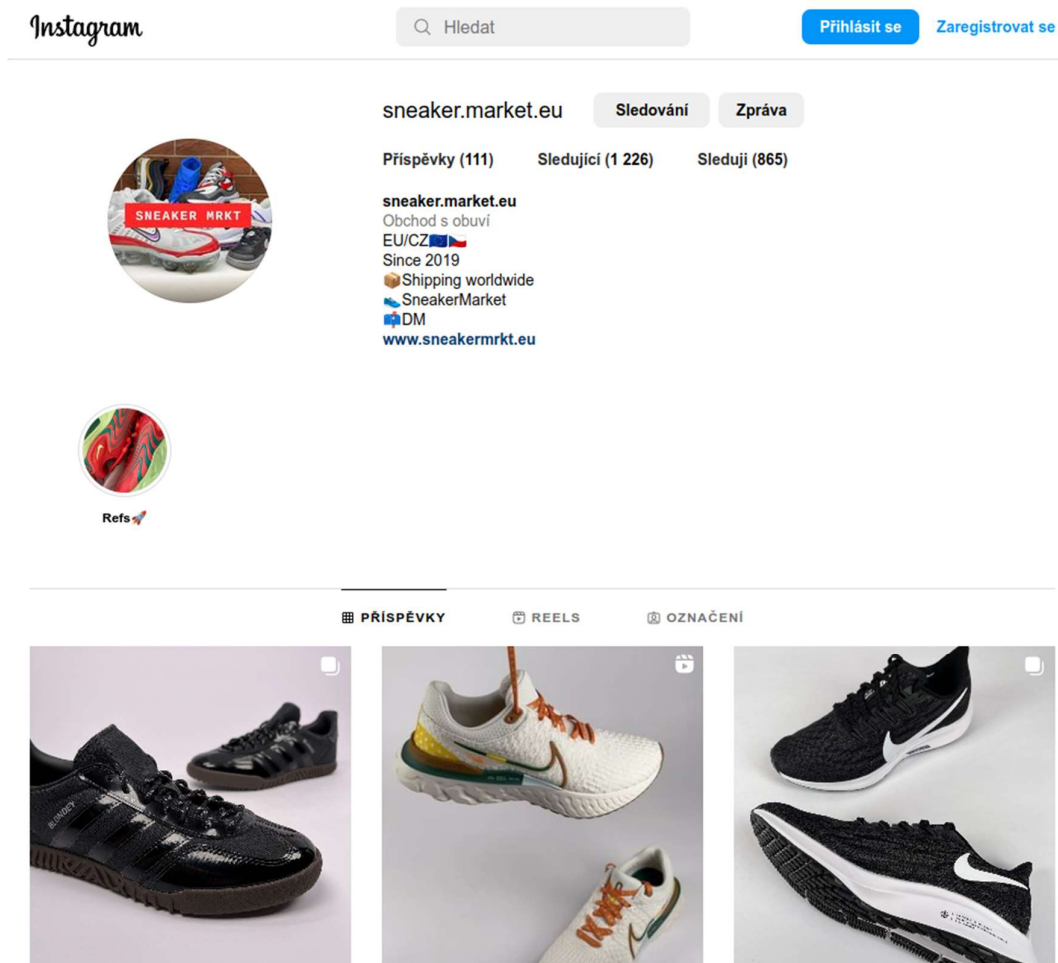 Instagram
Hledat
Přihlásit se
Zaregistrovat se
sneaker.market.eu
Sledování
Zpráva
Příspěvky (111)
Sledující (1 226)
Sleduji (865)
SNEAKER MRKT
sneaker.market.eu
Obchod s obuví
EU/CZ🇪🇺🇨🇿
Since 2019
📦Shipping worldwide
👟SneakerMarket
📫DM
www.sneakermrkt.eu
Refs🚀
PŘÍSPĚVKY
REELS
OZNAČENÍ
BLONDEY